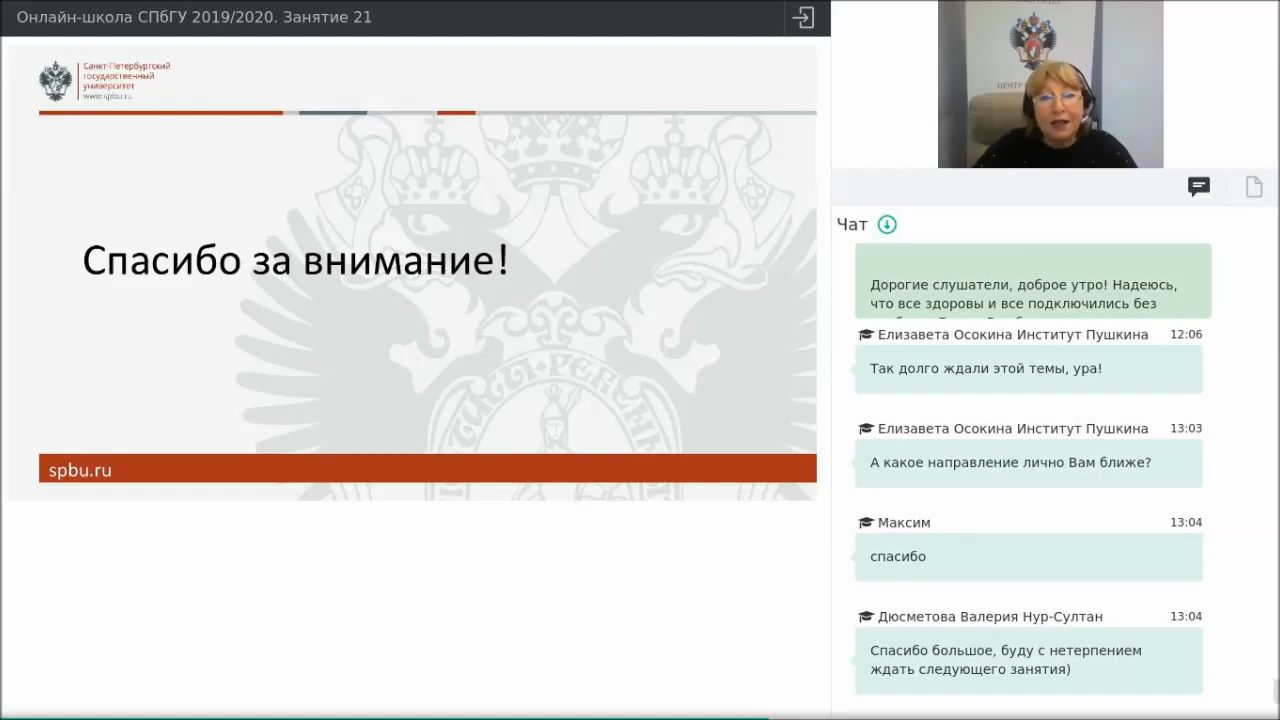 Онлайн-школа СПбГУ 2019/2020. Занятие 21
Санкт-Петербургский
государственный
университет
www.spbu.ru
Спасибо за внимание!
spbu.ru
ЦЕНТР
Чат
Дорогие слушатели, доброе утро! Надеюсь,
что все здоровы и все подключились без
Елизавета Осокина Институт Пушкина 12:06
Так долго ждали этой темы, ура!
Елизавета Осокина Институт Пушкина 13:03
А какое направление лично Вам ближе?
Максим 13:04
спасибо
Дюсметова Валерия Нур-Султан 13:04
Спасибо большое, буду с нетерпением
ждать следующего занятия)